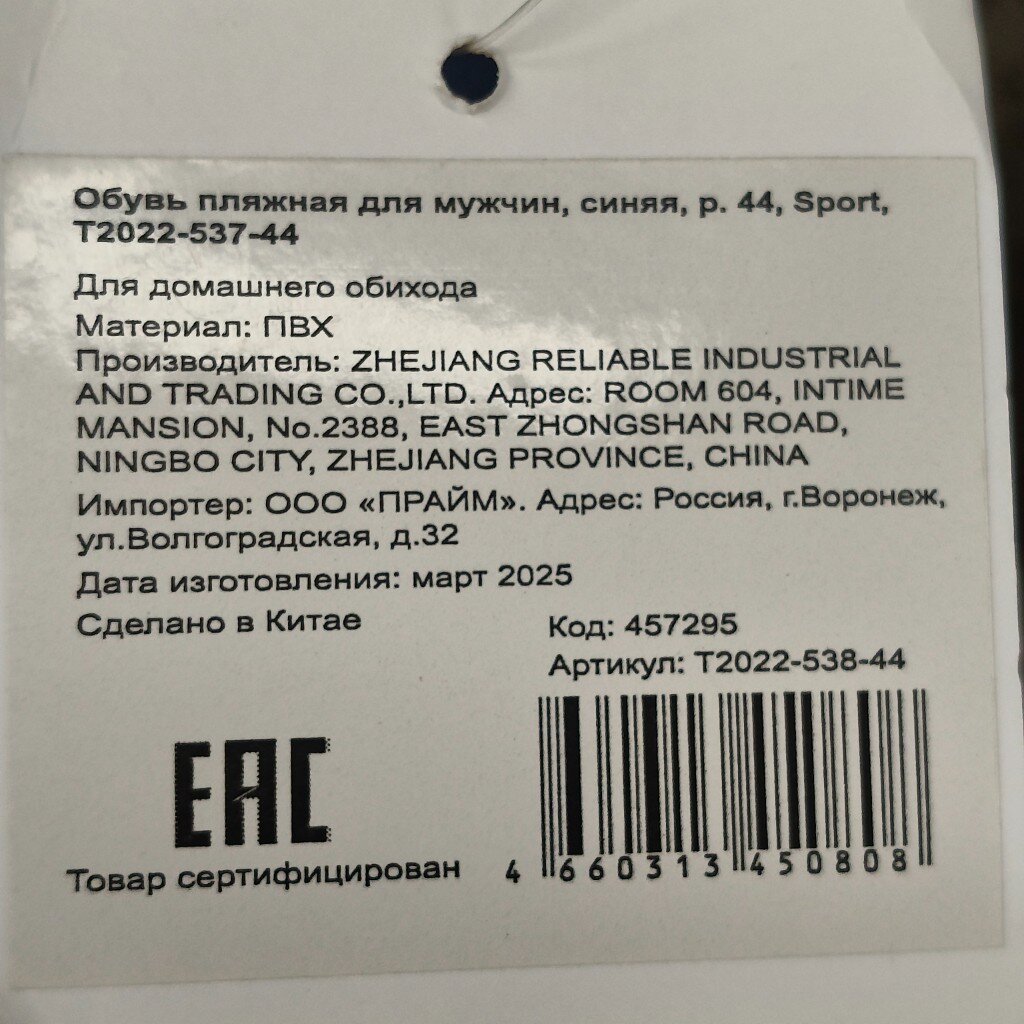 Обувь пляжная для мужчин, синяя, р. 44, Sport,
T2022-537-44
Для домашнего обихода
Материал: ПВХ
Производитель: ZHEJIANG RELIABLE INDUSTRIAL
AND TRADING CO.,LTD. Адрес: ROOM 604, INTIME
MANSION, No.2388, EAST ZHONGSHAN ROAD,
NINGBO CITY, ZHEJIANG PROVINCE, CHINA
Импортер: ООО «ПРАЙМ». Адрес: Россия, г.Воронеж,
ул.Волгоградская, д.32
Дата изготовления: март 2025
Сделано в Китае
Код: 457295
Артикул: T2022-538-44
EAC
Товар сертифицирован
4 660313 450808